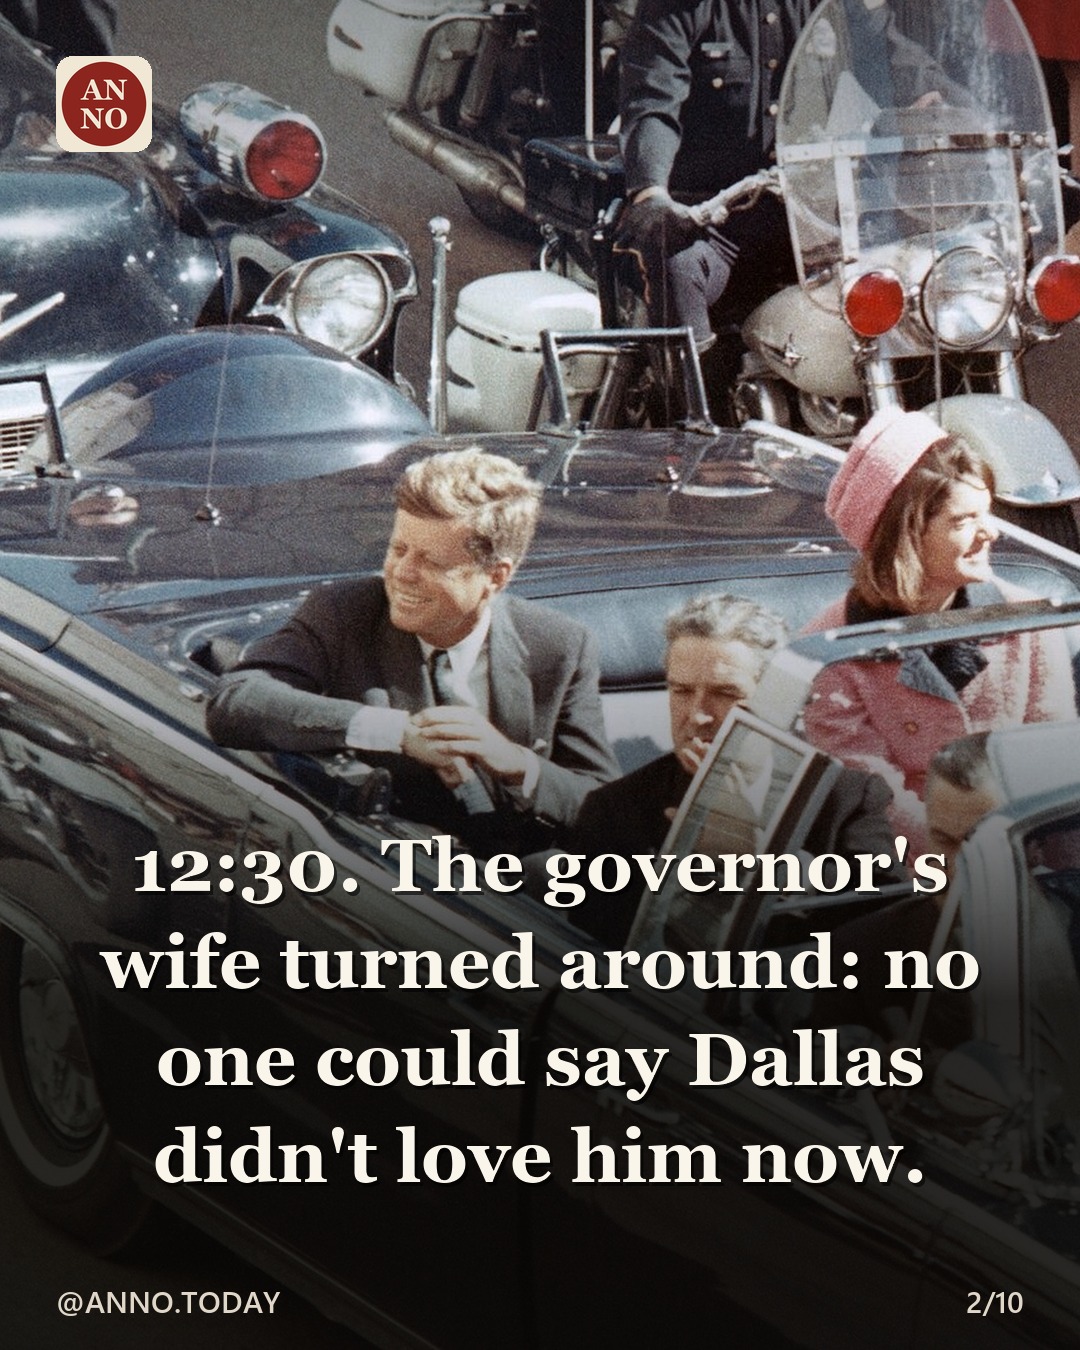 AN
NO
12:30. The governor's
wife turned around: no
one could say Dallas
didn't love him now.
@ANNO.TODAY
2/10